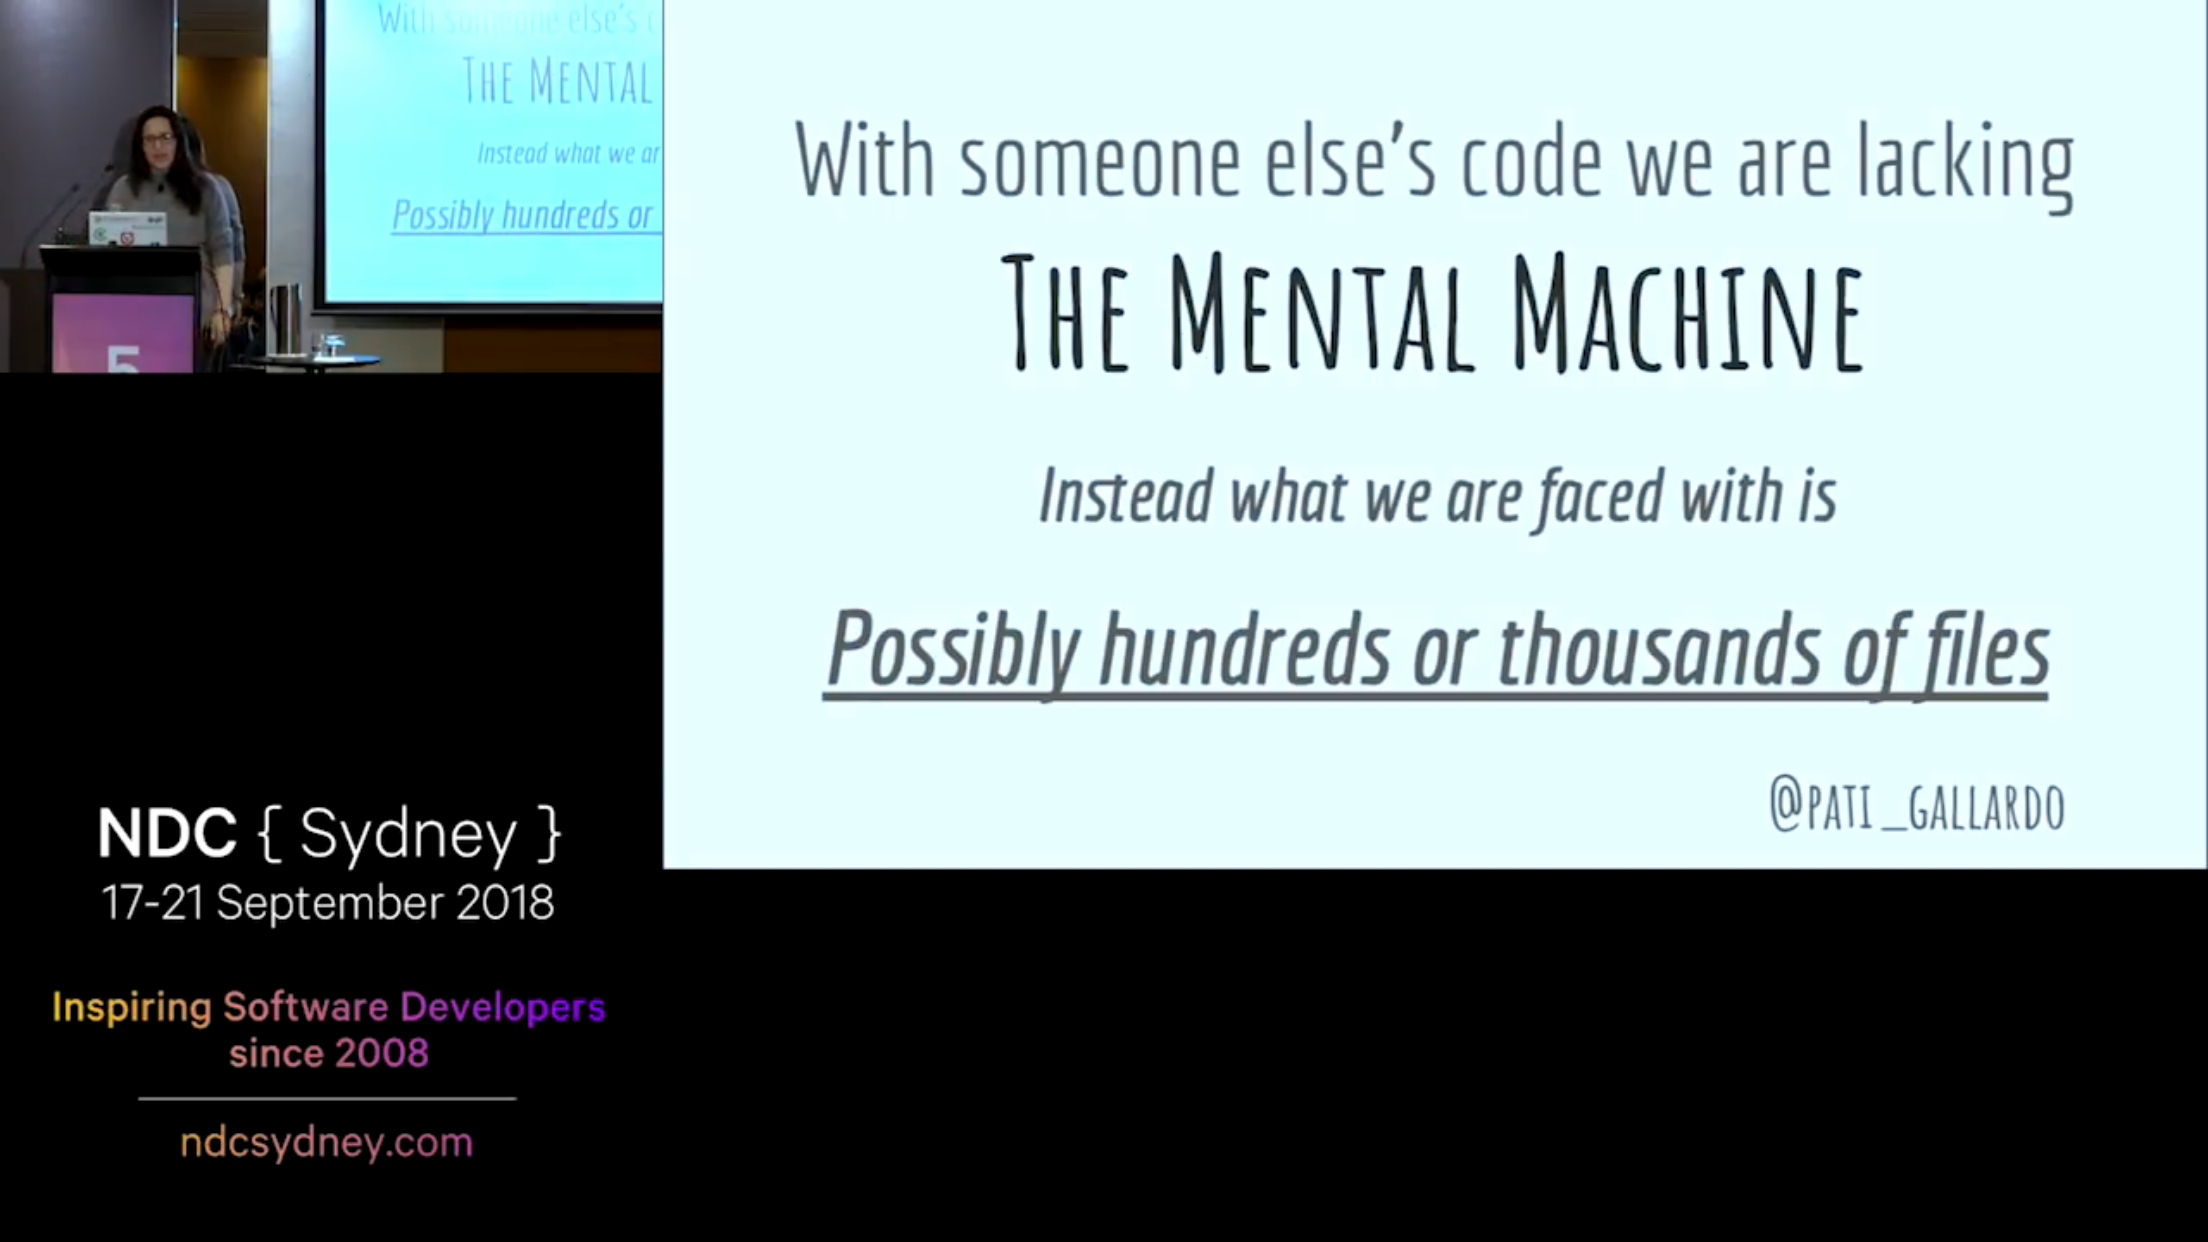 With someone else's c
THE MENTAL
Instead what we ar
Possibly hundreds or
5
With someone else's code we are lacking
THE MENTAL MACHINE
Instead what we are faced with is
Possibly hundreds or thousands of files
@PATI_GALLARDO
NDC { Sydney }
17-21 September 2018
Inspiring Software Developers
since 2008
ndcsydney.com